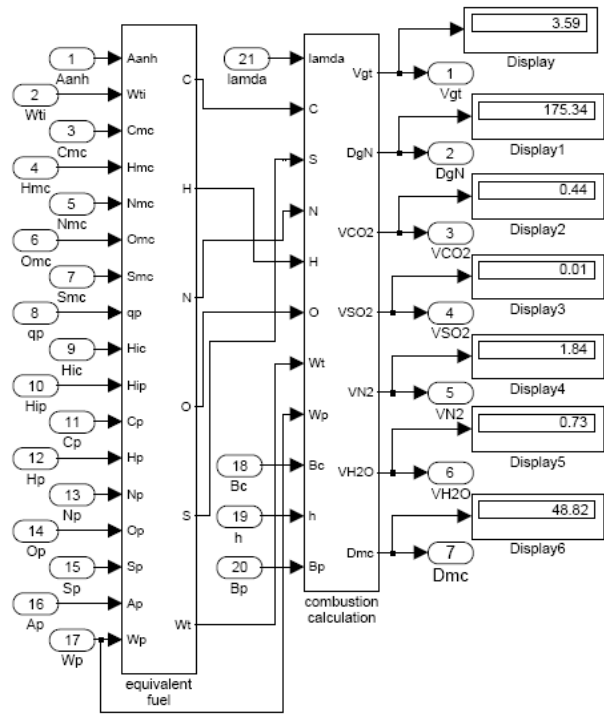 1
Aanh
2
Wti
3
Cmc
4
Hmc
5
Nmc
6
Omc
7
Smc
8
qp
9
Hic
10
Hip
11
Cp
12
Hp
13
Np
14
Op
15
Sp
16
Ap
17
Wp
Aanh
Wti
Cmc
Hmc
Nmc
Omc
Smc
qp
Hic
Hip
Cp
Hp
Np
Op
Sp
Ap
Wp
C
H
N
O
S
Wt
equivalent
fuel
21
lamda
18
Bc
19
h
20
Bp
lamda
C
S
N
H
O
Wt
Wp
Bc
h
Bp
Vgt
DgN
VCO2
VSO2
VN2
VH2O
Dmc
combustion
calculation
3.59
Display
1
Vgt
175.34
Display1
2
DgN
0.44
Display2
3
VCO2
0.01
Display3
4
VSO2
1.84
Display4
5
VN2
0.73
Display5
6
VH2O
48.82
Display6
7
Dmc